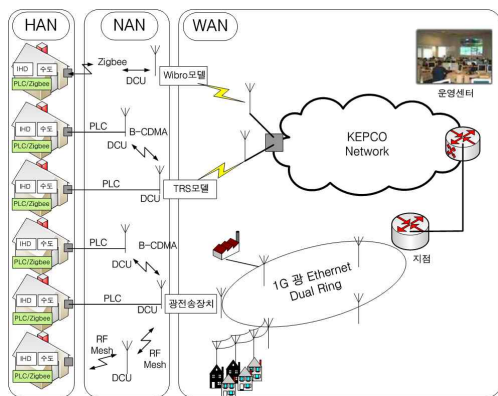 HAN
NAN
WAN
IHD 수도
PLC/Zigbee
Zigbee
DCU
Wibro모델
운영센터
IHD 수도
PLC/Zigbee
PLC
B-CDMA
DCU
KEPCO
Network
IHD 수도
PLC/Zigbee
PLC
DCU
TRS모델
IHD 수도
PLC/Zigbee
PLC
B-CDMA
DCU
지점
IHD 수도
PLC/Zigbee
PLC
DCU
광전송장치
1G 광 Ethernet
Dual Ring
IHD 수도
PLC/Zigbee
RF
Mesh
DCU
RF
Mesh